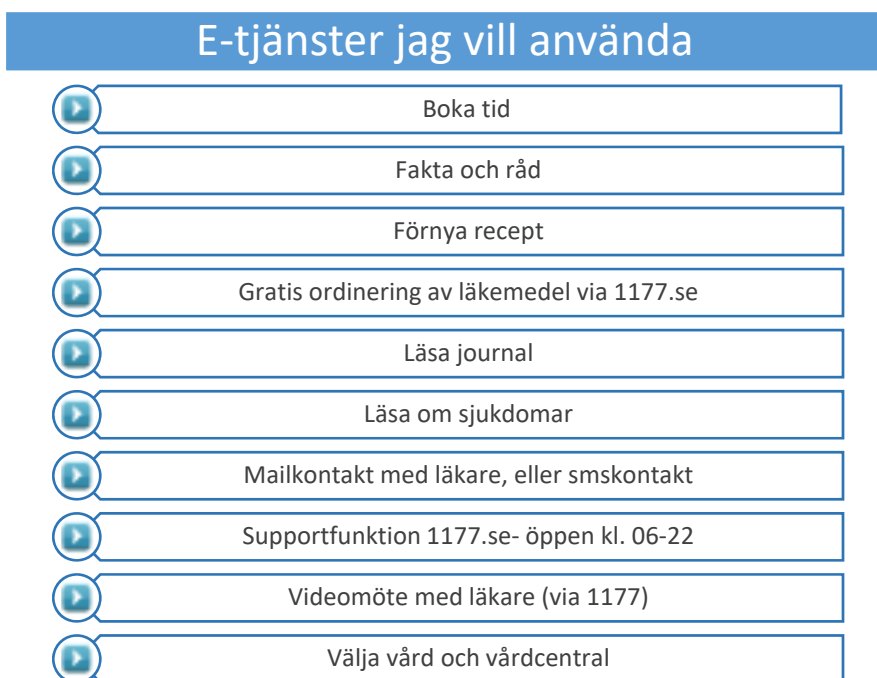 E-tjänster jag vill använda
Boka tid
Fakta och råd
Förnya recept
Gratis ordinering av läkemedel via 1177.se
Läsa journal
Läsa om sjukdomar
Mailkontakt med läkare, eller smskontakt
Supportfunktion 1177.se- öppen kl. 06-22
Videomöte med läkare (via 1177)
Välja vård och vårdcentral